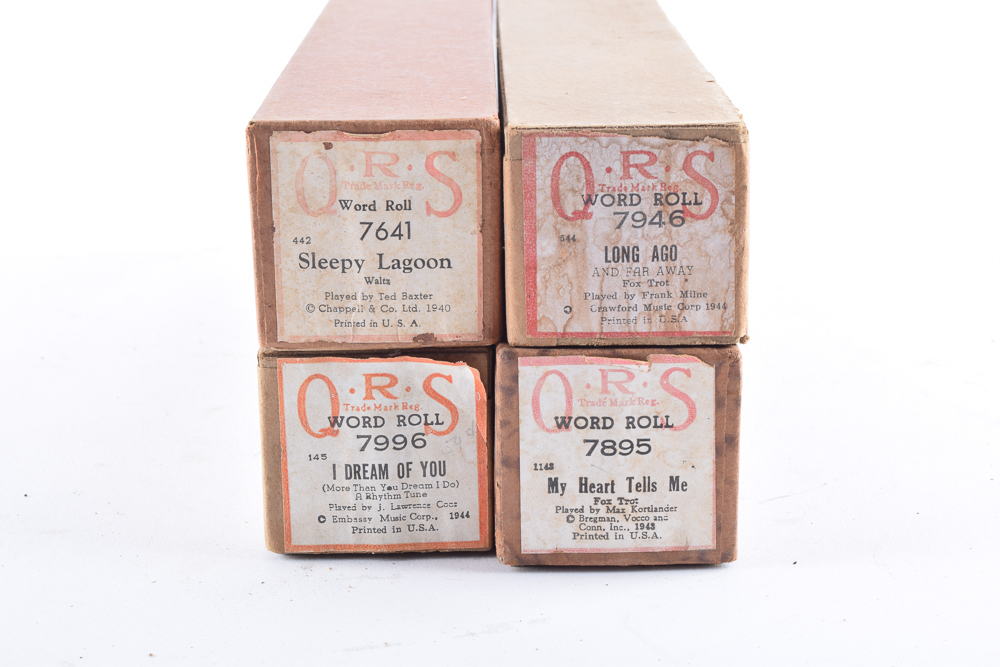 Q·R·S
Trade Mark Reg.
Word Roll
7641
442
Sleepy Lagoon
Waltz
Played by Ted Baxter
© Chappell & Co. Ltd. 1940
Printed in U. S. A.
Q·R·S
Trade Mark Reg.
WORD ROLL
7946
544
LONG AGO
AND FAR AWAY
Fox Trot
Played by Frank Milne
© Crawford Music Corp 1944
Printed in U.S.A
Q·R·S
Trade Mark Reg.
WORD ROLL
7996
145
I DREAM OF YOU
(More Than You Dream I Do)
A Rhythm Tune
Played by J. Lawrence Cook
© Embassy Music Corp., 1944
Printed in U.S.A.
Q·R·S
Trade Mark Reg.
WORD ROLL
7895
1143
My Heart Tells Me
Fox Trot
Played by Max Kortlander
© Bregman, Vocco and
Conn, Inc., 1943
Printed in U.S.A.